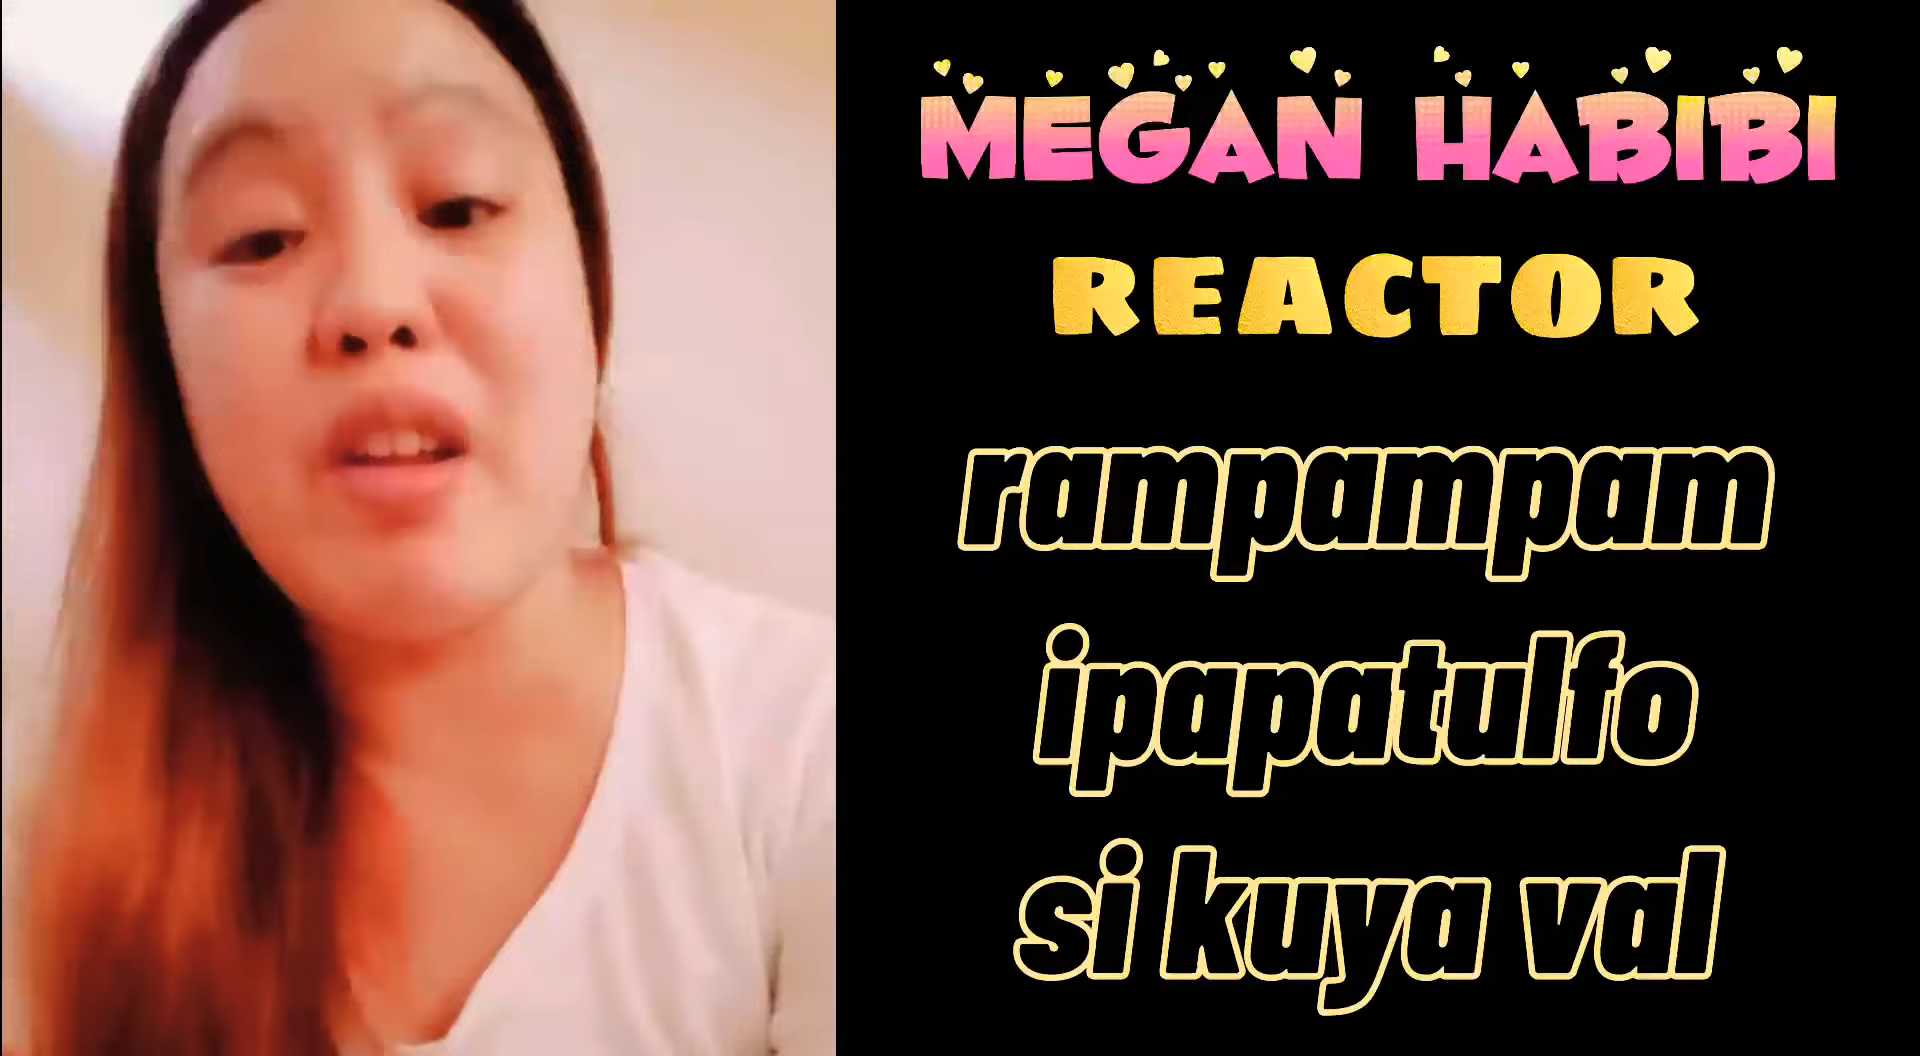 MEGAN HABIBI
REACTOR
rampampam
ipapatulfo
si kuya val